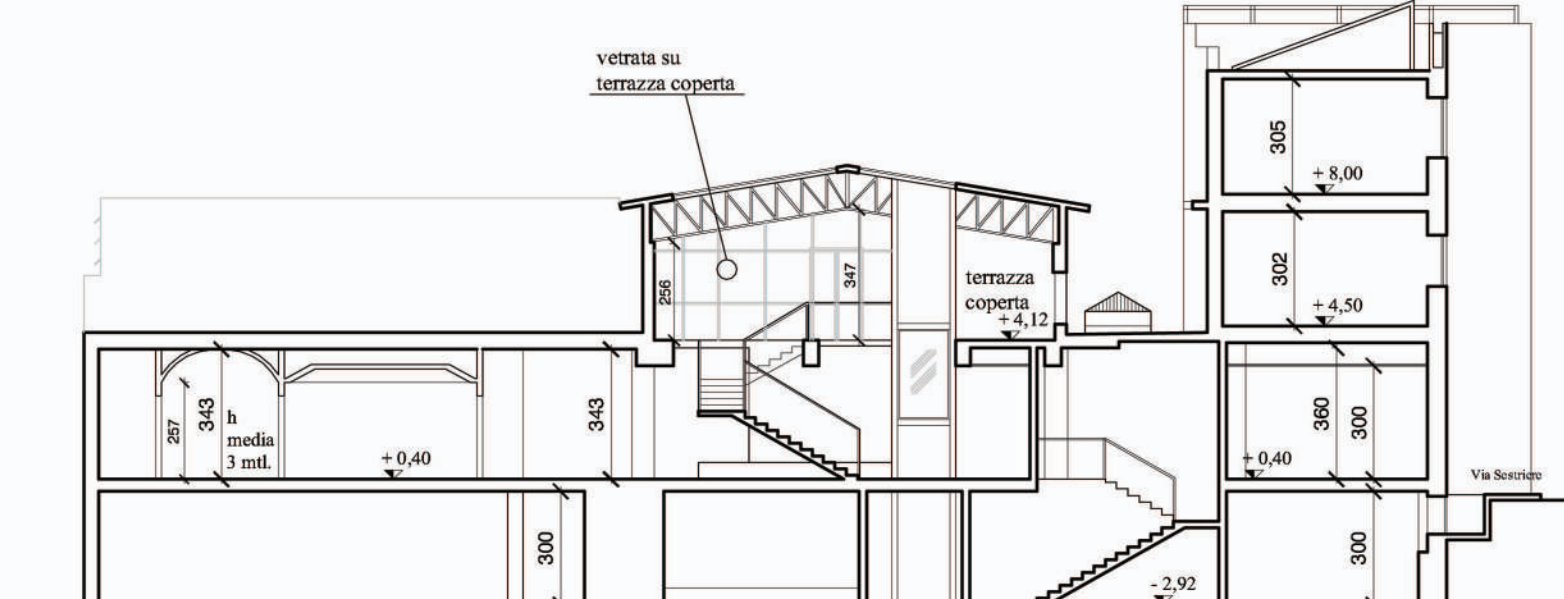 vetrata su
terrazza coperta
305
+ 8,00
302
+ 4,50
256
347
terrazza
coperta
+ 4,12
257
343
h
media
3 mtl.
+ 0,40
343
360
300
+ 0,40
Via Sestriere
300
- 2,92
300